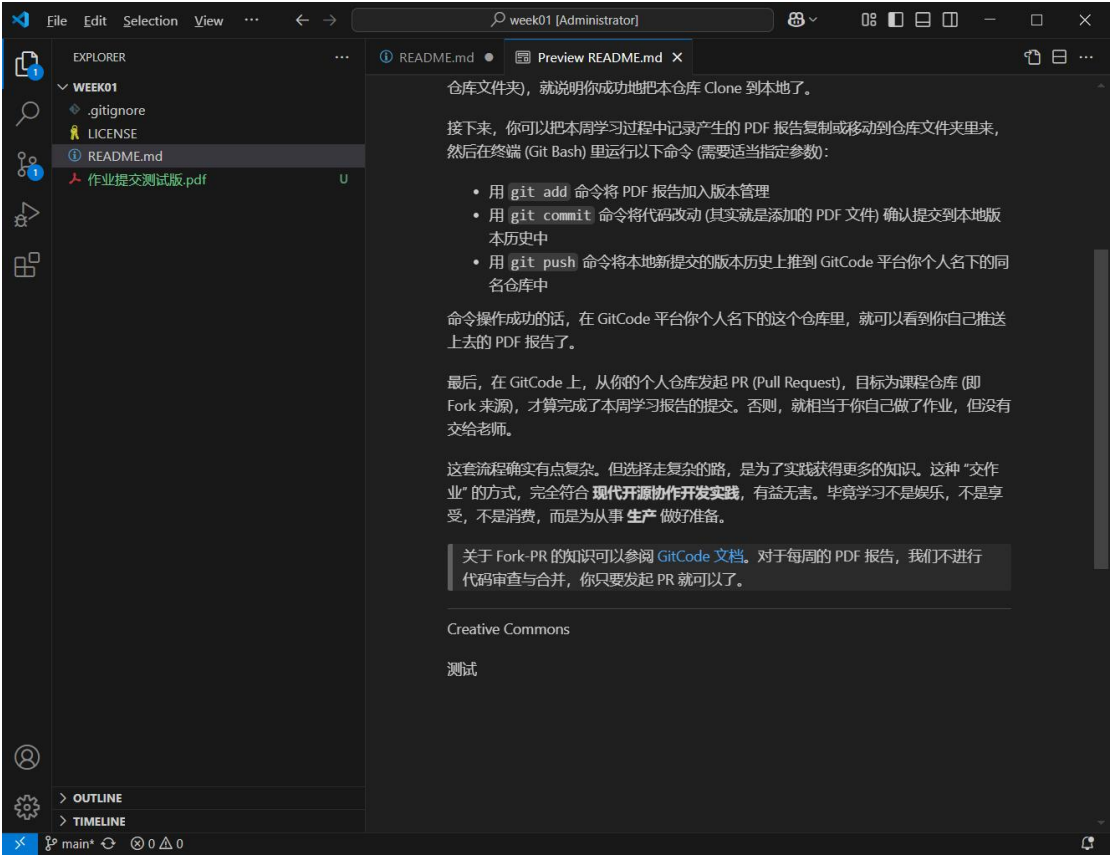 File Edit Selection View ··· ← → week01 [Administrator]
EXPLORER ···
WEEK01
.gitignore
LICENSE
README.md
作业提交测试版.pdf U
README.md ● Preview README.md ×
仓库文件夹)，就说明你成功地把本仓库 Clone 到本地了。
接下来，你可以把本周学习过程中记录产生的 PDF 报告复制或移动到仓库文件夹里来，
然后在终端 (Git Bash) 里运行以下命令 (需要适当指定参数)：
• 用 git add 命令将 PDF 报告加入版本管理
• 用 git commit 命令将代码改动 (其实就是添加的 PDF 文件) 确认提交到本地版
本历史中
• 用 git push 命令将本地新提交的版本历史上推到 GitCode 平台你个人名下的同
名仓库中
命令操作成功的话，在 GitCode 平台你个人名下的这个仓库里，就可以看到你自己推送
上去的 PDF 报告了。
最后，在 GitCode 上，从你的个人仓库发起 PR (Pull Request)，目标为课程仓库 (即
Fork 来源)，才算完成了本周学习报告的提交。否则，就相当于你自己做了作业，但没有
交给老师。
这套流程确实有点复杂。但选择走复杂的路，是为了实践获得更多的知识。这种 “交作
业” 的方式，完全符合 现代开源协作开发实践，有益无害。毕竟学习不是娱乐，不是享
受，不是消费，而是为从事 生产 做好准备。
关于 Fork-PR 的知识可以参阅 GitCode 文档。对于每周的 PDF 报告，我们不进行
代码审查与合并，你只要发起 PR 就可以了。
Creative Commons
测试
1
1
OUTLINE
TIMELINE
main* 0 0